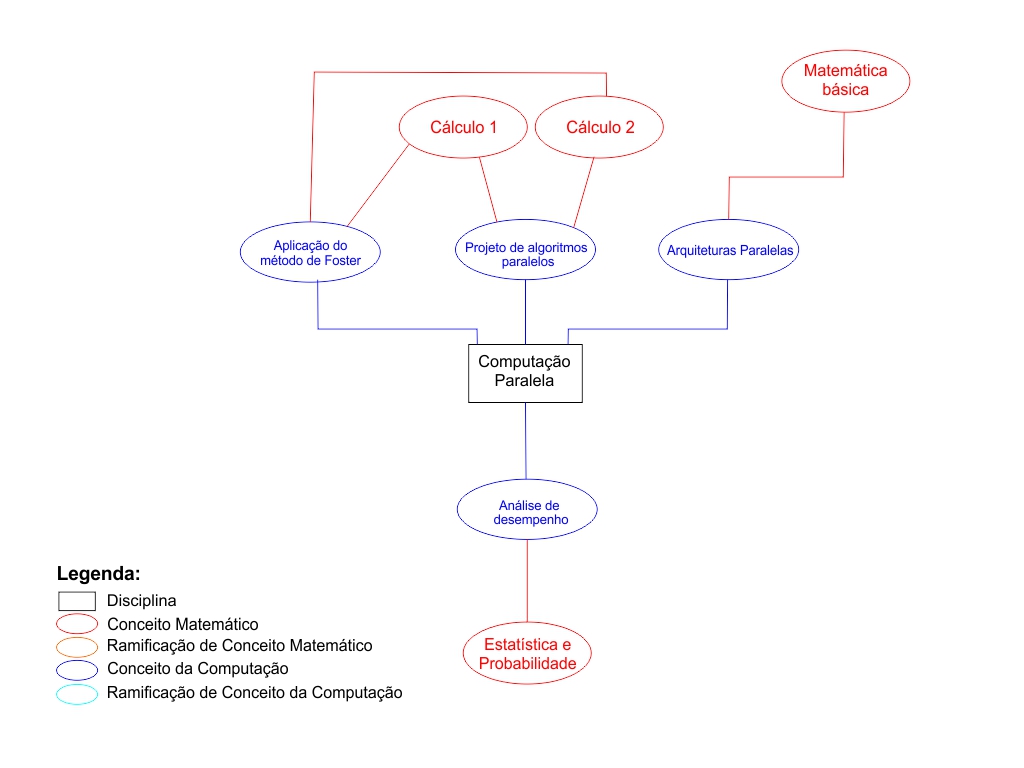 Matemática
básica
Cálculo 1
Cálculo 2
Aplicação do
método de Foster
Projeto de algoritmos
paralelos
Arquiteturas Paralelas
Computação
Paralela
Análise de
desempenho
Estatística e
Probabilidade
Legenda:
Disciplina
Conceito Matemático
Ramificação de Conceito Matemático
Conceito da Computação
Ramificação de Conceito da Computação